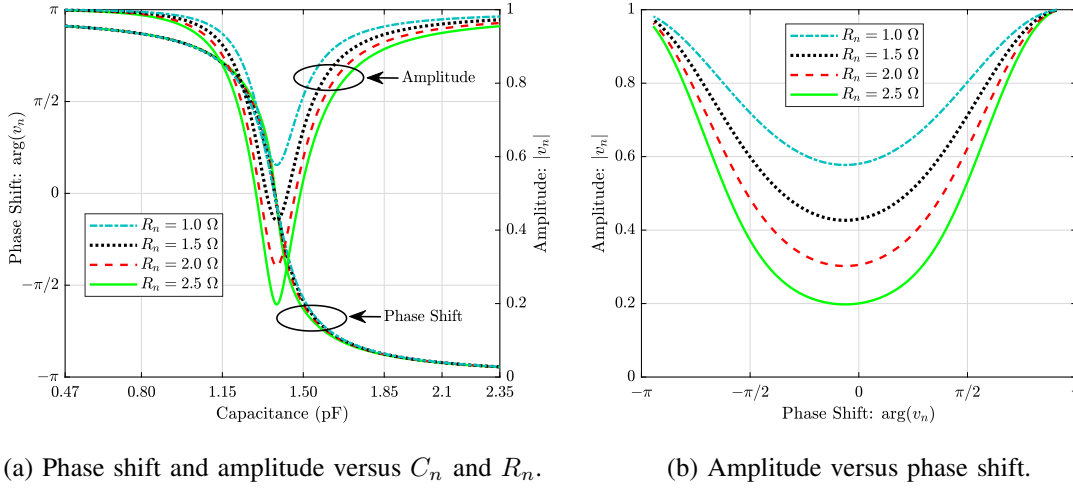 π
π/2
0
−π/2
−π
Phase Shift: arg(v_n)
1
0.8
0.6
0.4
0.2
0
Amplitude: |v_n|
Amplitude
Phase Shift
R_n = 1.0 Ω
R_n = 1.5 Ω
R_n = 2.0 Ω
R_n = 2.5 Ω
0.47 0.80 1.15 1.50 1.85 2.1 2.35
Capacitance (pF)
(a) Phase shift and amplitude versus C_n and R_n.
1
0.8
0.6
0.4
0.2
0
Amplitude: |v_n|
R_n = 1.0 Ω
R_n = 1.5 Ω
R_n = 2.0 Ω
R_n = 2.5 Ω
−π −π/2 0 π/2 π
Phase Shift: arg(v_n)
(b) Amplitude versus phase shift.